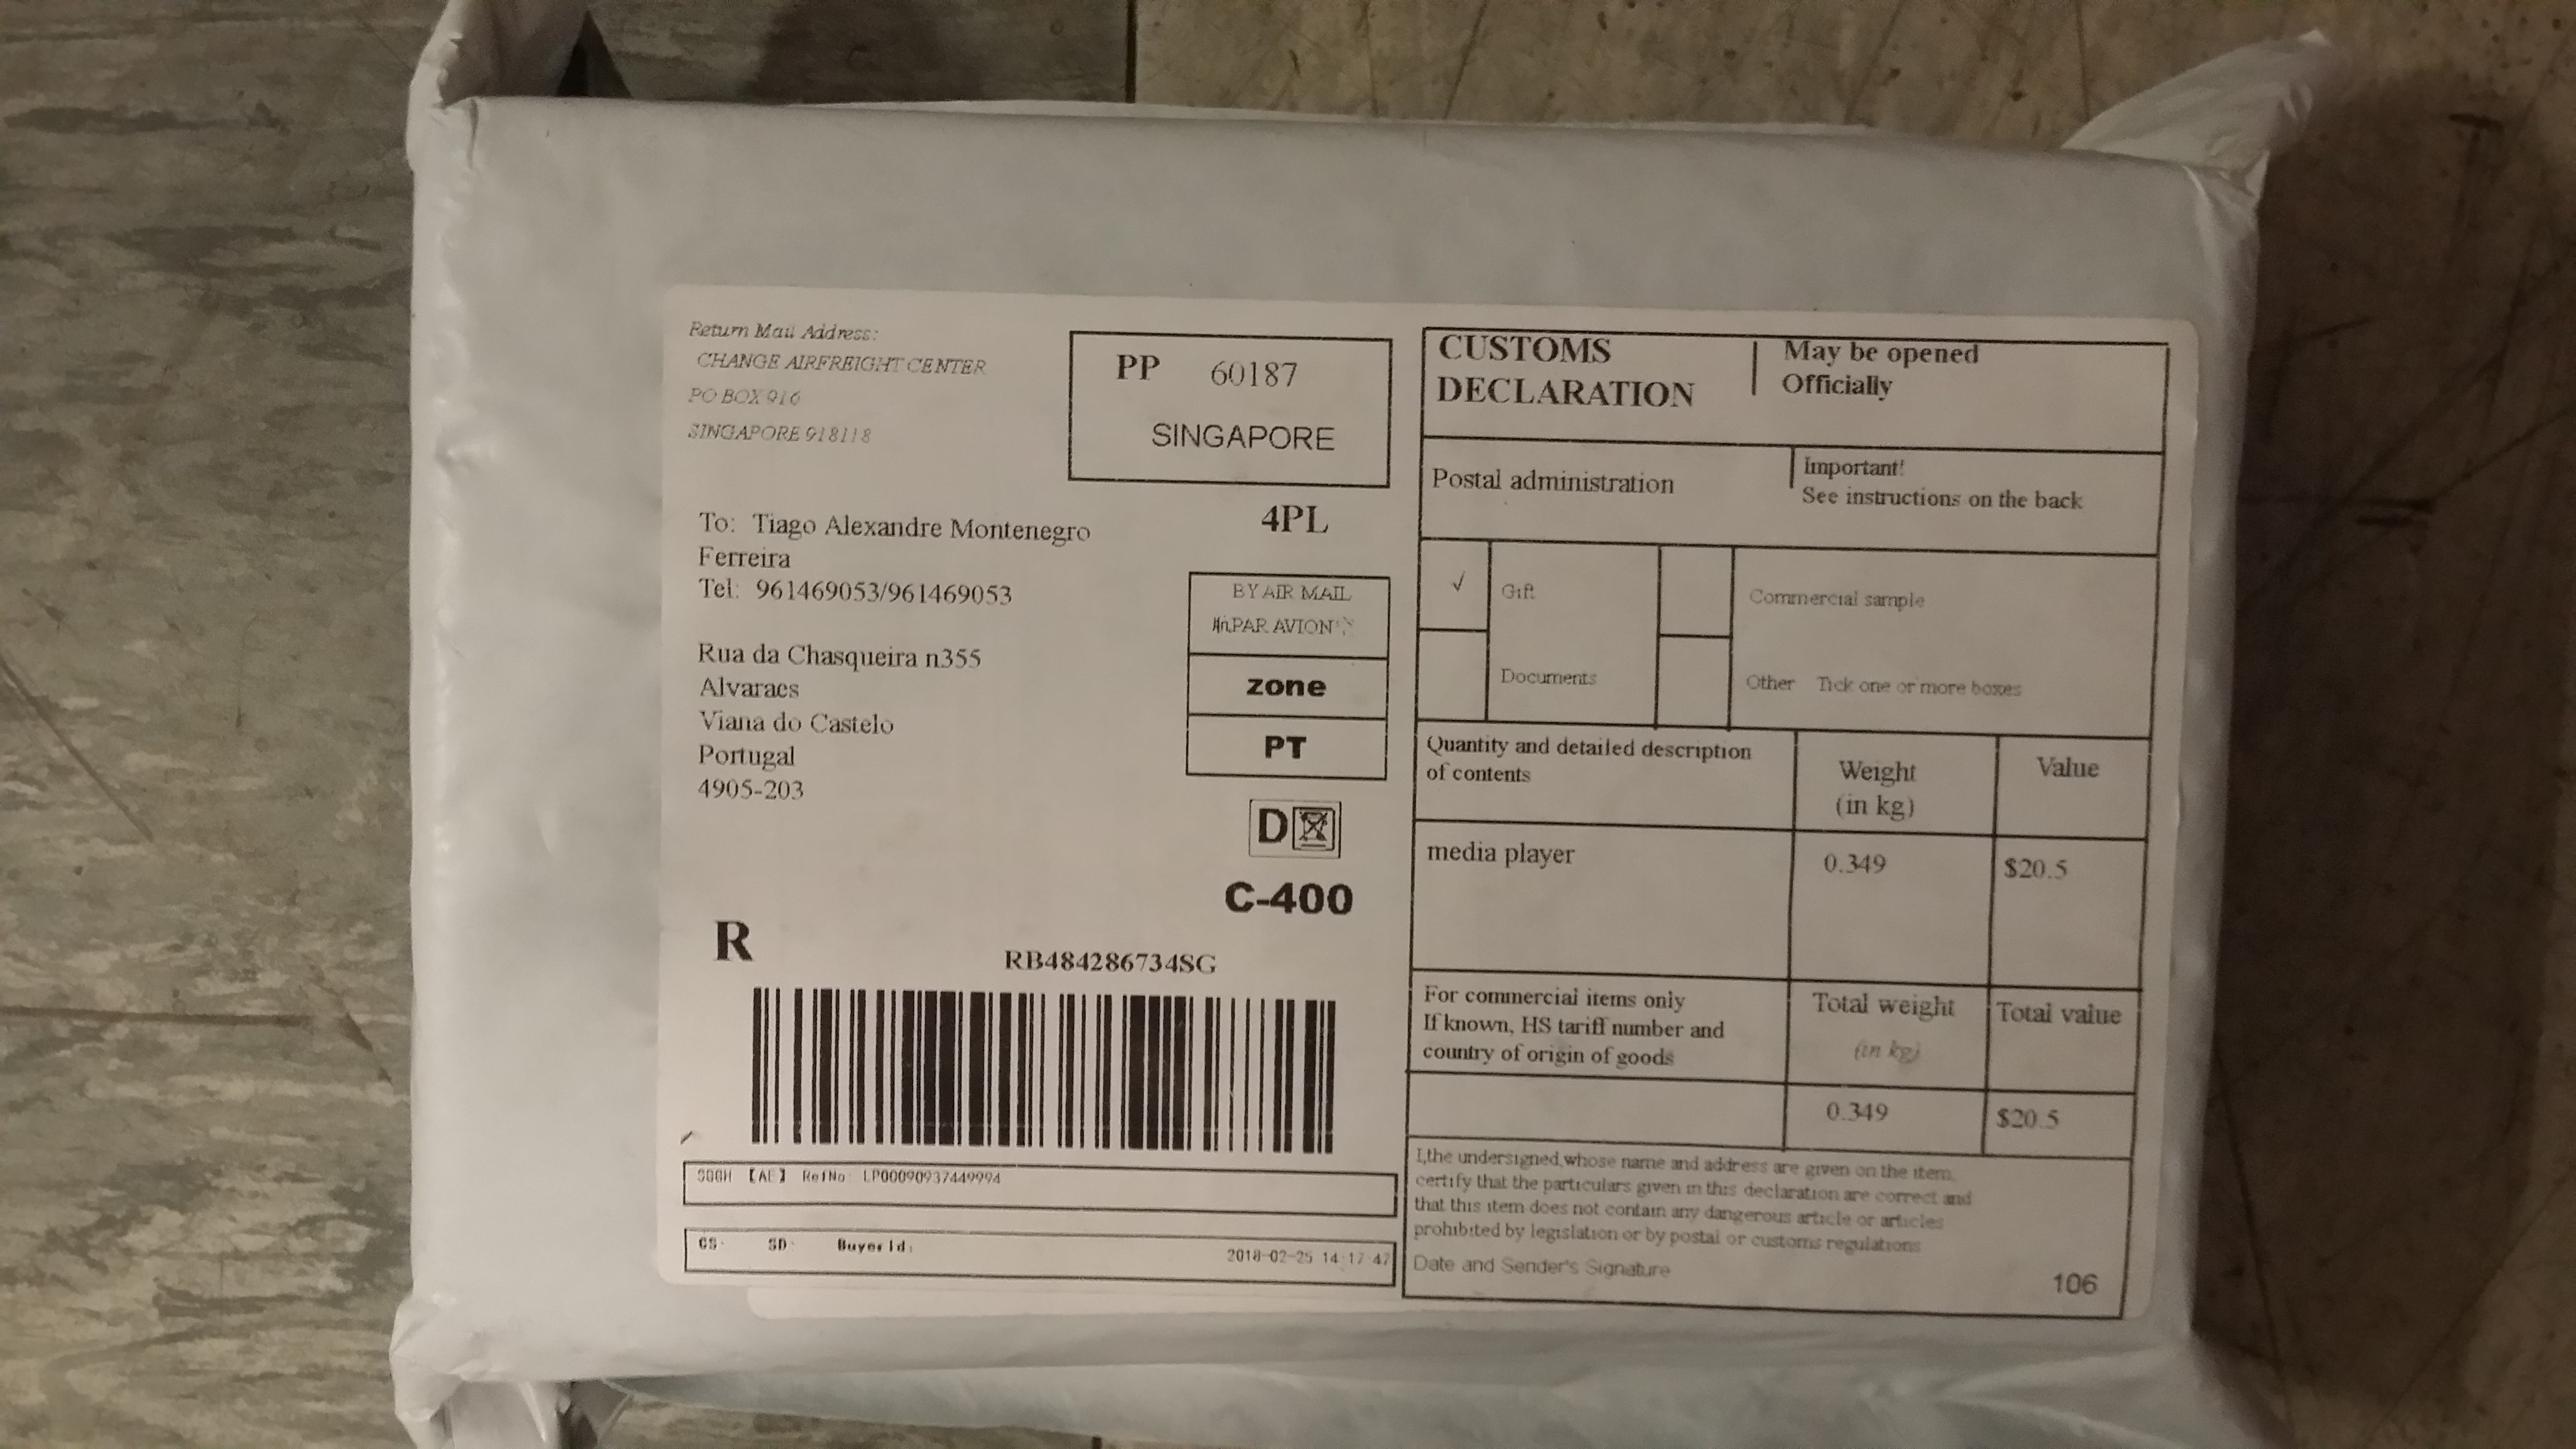 Return Mail Address:
CHANGE AIRFREIGHT CENTER
PO BOX 916
SINGAPORE 918118
PP 60187
SINGAPORE
4PL
To: Tiago Alexandre Montenegro
Ferreira
Tel: 961469053/961469053
Rua da Chasqueira n355
Alvaraes
Viana do Castelo
Portugal
4905-203
BY AIR MAIL
PAR AVION
zone
PT
D
C-400
R
RB484286734SG
[AE] RefNo: LP00909374499​94
GS: SD: Buyer Id:
2018-02-25 14:17:47
CUSTOMS
DECLARATION
May be opened
Officially
Postal administration
Important!
See instructions on the back
√ Gift
Commercial sample
Documents
Other Tick one or more boxes
Quantity and detailed description
of contents
Weight
(in kg)
Value
media player
0.349
$20.5
For commercial items only
If known, HS tariff number and
country of origin of goods
Total weight
(in kg)
Total value
0.349
$20.5
I,the undersigned,whose name and address are given on the item,
certify that the particulars given in this declaration are correct and
that this item does not contain any dangerous article or articles
prohibited by legislation or by postal or customs regulations
Date and Sender's Signature
106